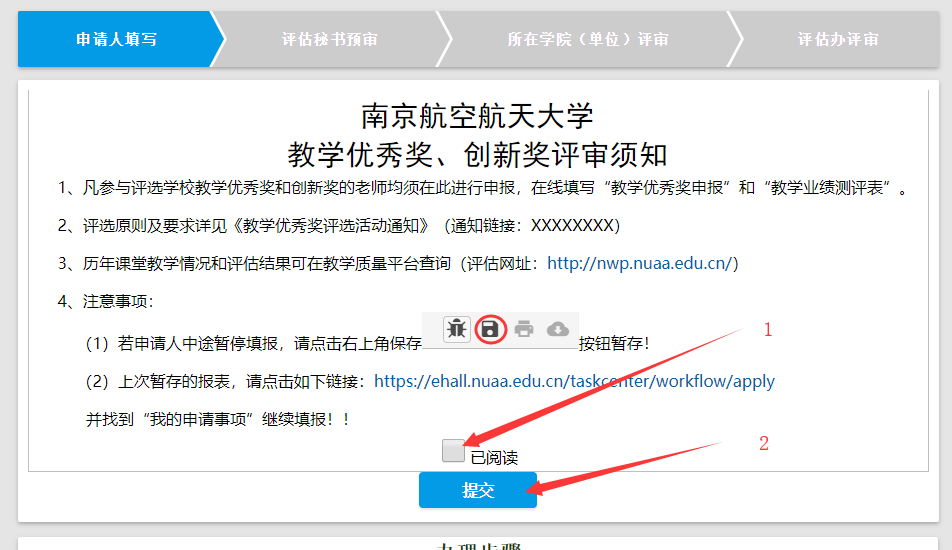 申请人填写
评估秘书预审
所在学院（单位）评审
评估办评审
南京航空航天大学
教学优秀奖、创新奖评审须知
1、凡参与评选学校教学优秀奖和创新奖的老师均须在此进行申报，在线填写“教学优秀奖申报”和“教学业绩测评表”。
2、评选原则及要求详见《教学优秀奖评选活动通知》（通知链接：XXXXXXXX）
3、历年课堂教学情况和评估结果可在教学质量平台查询（评估网址：http://nwp.nuaa.edu.cn/）
4、注意事项：
（1）若申请人中途暂停填报，请点击右上角保存按钮暂存！
1
（2）上次暂存的报表，请点击如下链接：https://ehall.nuaa.edu.cn/taskcenter/workflow/apply
并找到“我的申请事项”继续填报！！
2
已阅读
提交
办理步骤